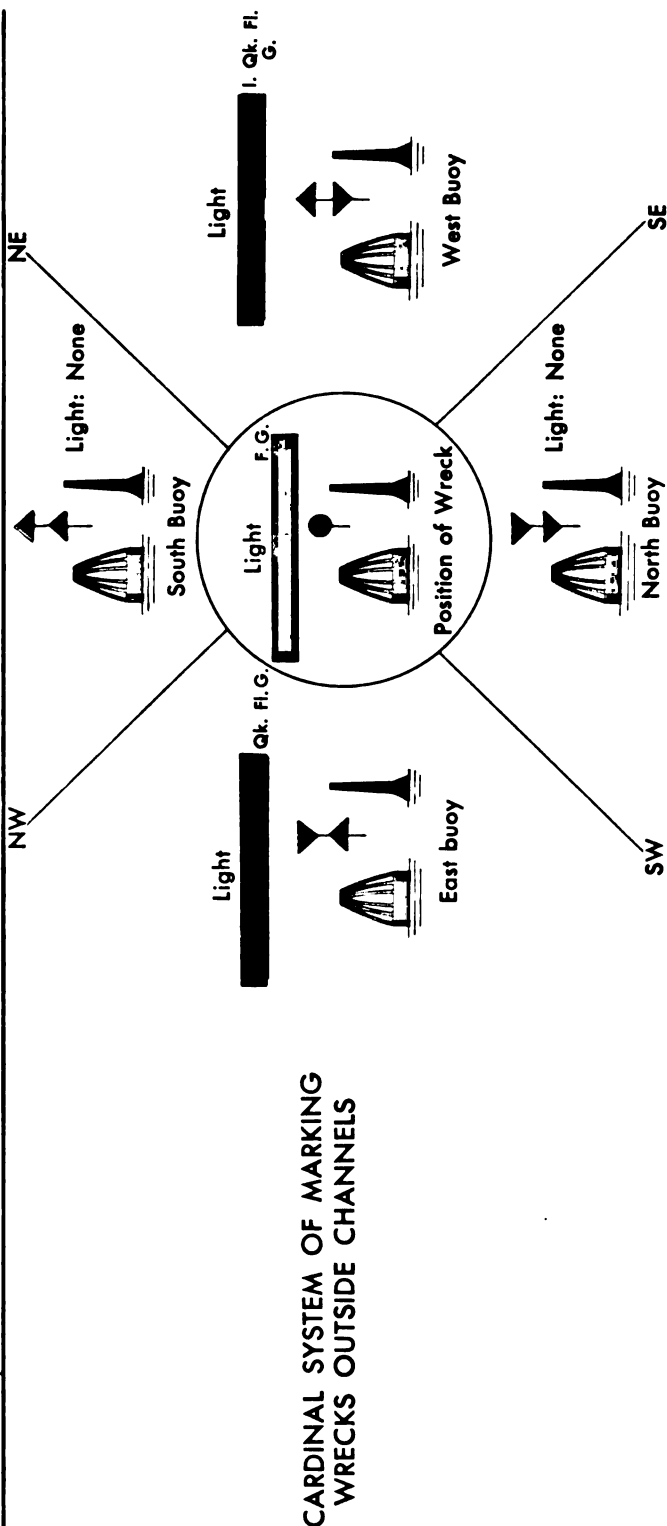 CARDINAL SYSTEM OF MARKING
WRECKS OUTSIDE CHANNELS
NW
NE
Light: None
South Buoy
Light
Qk. Fl. G.
East buoy
Light
F. G.
Position of Wreck
Light
I. Qk. Fl.
G.
West Buoy
Light: None
North Buoy
SW
SE